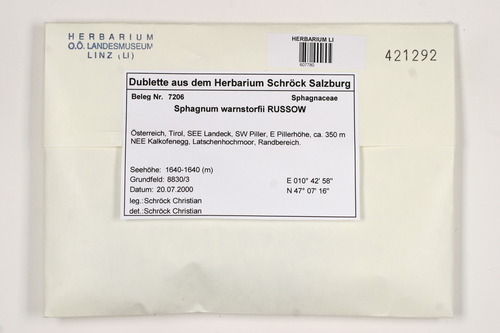 HERBARIUM
O.Ö. LANDESMUSEUM
LINZ (LI)
HERBARIUM LI
607780
421292
Dublette aus dem Herbarium Schröck Salzburg
Beleg Nr. 7206 Sphagnaceae
Sphagnum warnstorfii RUSSOW
Österreich, Tirol, SEE Landeck, SW Piller, E Pillerhöhe, ca. 350 m
NEE Kalkofenegg, Latschenhochmoor, Randbereich.
Seehöhe: 1640-1640 (m)
Grundfeld: 8830/3 E 010° 42' 58"
Datum: 20.07.2000 N 47° 07' 16"
leg.:Schröck Christian
det.:Schröck Christian